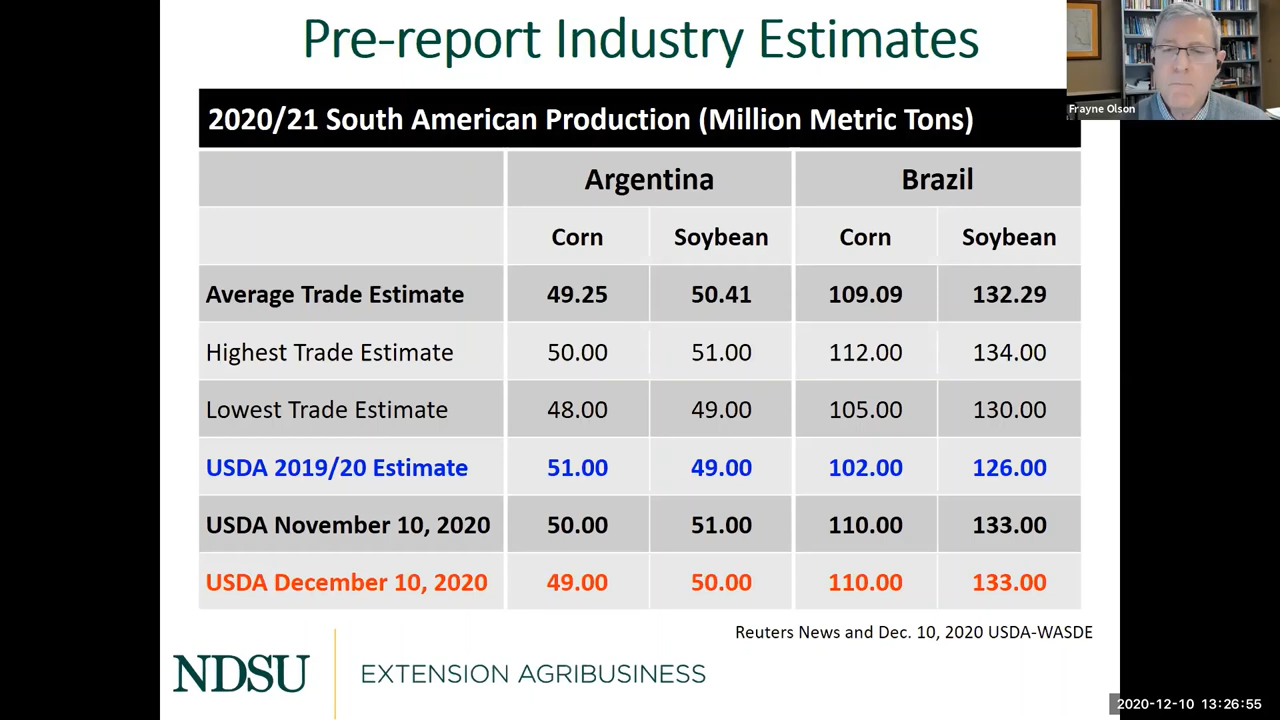 Pre-report Industry Estimates
Frayne Olson
2020/21 South American Production (Million Metric Tons)
Argentina Brazil
Corn Soybean Corn Soybean
Average Trade Estimate 49.25 50.41 109.09 132.29
Highest Trade Estimate 50.00 51.00 112.00 134.00
Lowest Trade Estimate 48.00 49.00 105.00 130.00
USDA 2019/20 Estimate 51.00 49.00 102.00 126.00
USDA November 10, 2020 50.00 51.00 110.00 133.00
USDA December 10, 2020 49.00 50.00 110.00 133.00
Reuters News and Dec. 10, 2020 USDA-WASDE
NDSU EXTENSION AGRIBUSINESS
2020-12-10 13:26:55